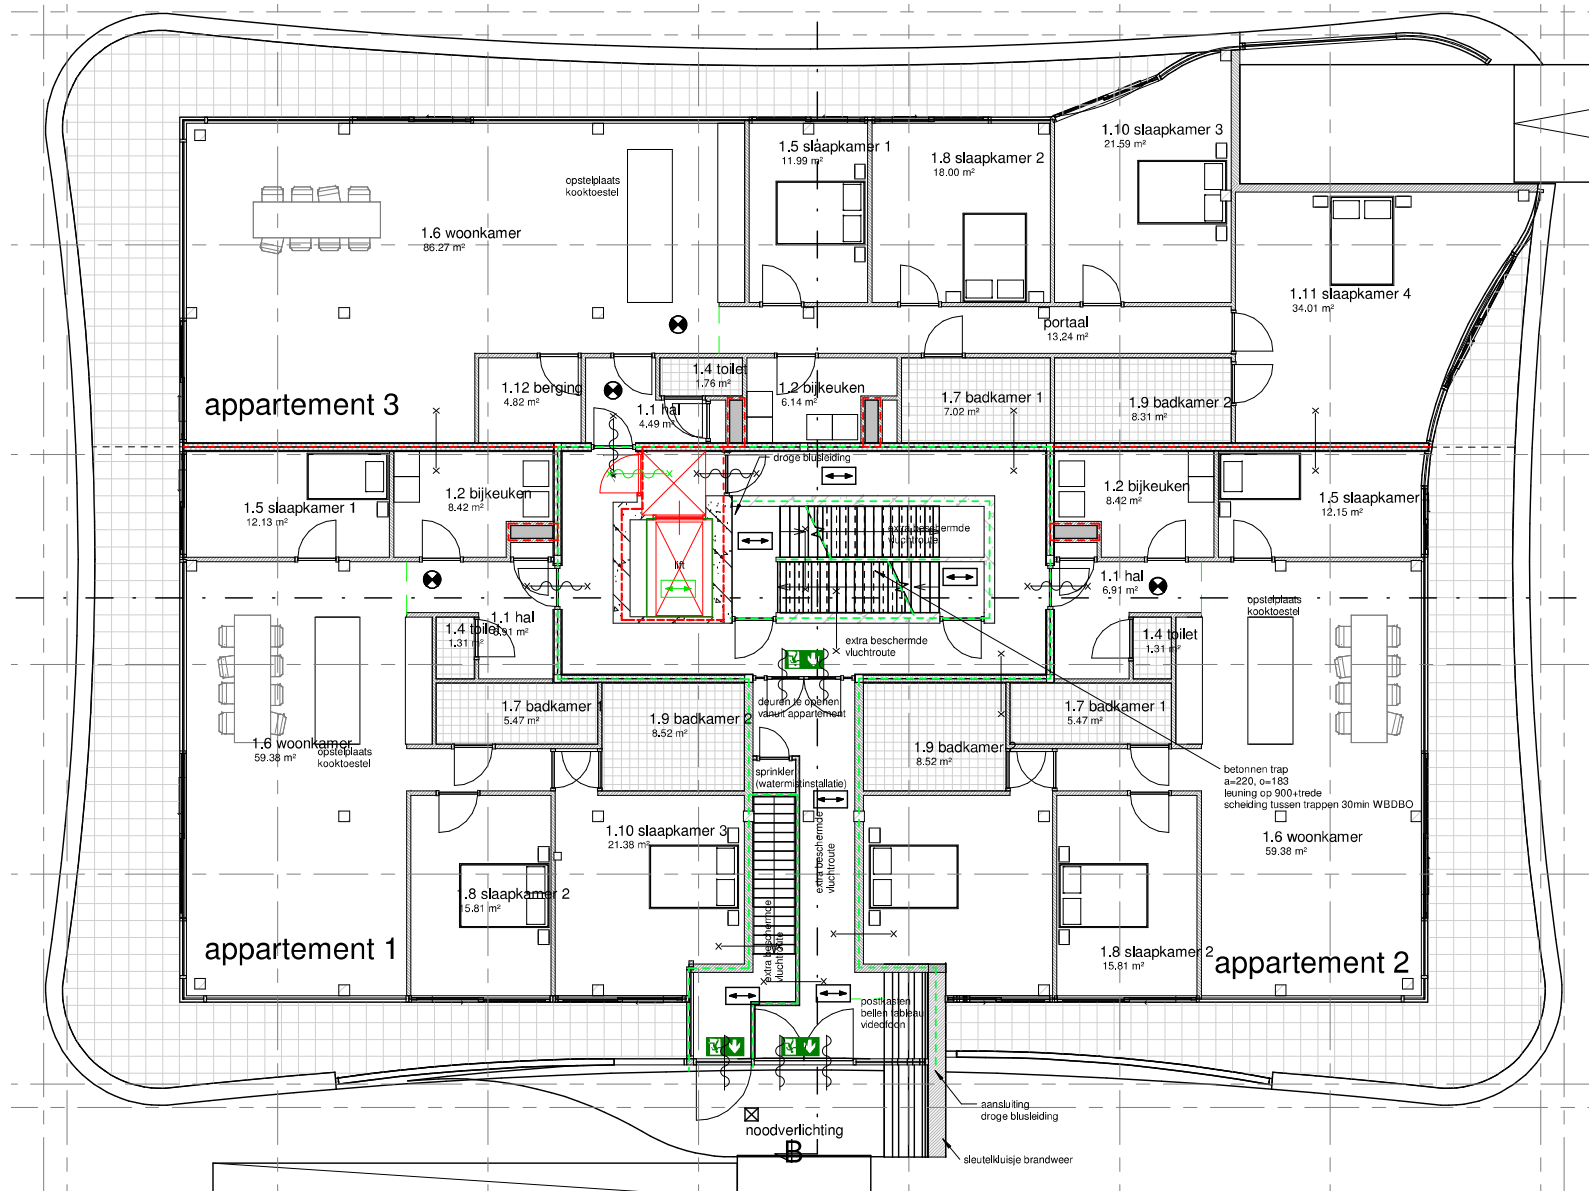 1.10 slaapkamer 3
21.59 m²
1.5 slaapkamer 1
11.99 m²
1.8 slaapkamer 2
18.00 m²
opstelplaats
kooktoestel
1.6 woonkamer
86.27 m²
1.11 slaapkamer 4
34.01 m²
portaal
13.24 m²
1.4 toilet
1.76 m²
1.12 berging
4.82 m²
1.2 bijkeuken
6.14 m²
1.7 badkamer 1
7.02 m²
1.9 badkamer 2
8.31 m²
appartement 3
1.1 hal
4.49 m²
droge blusleiding
1.2 bijkeuken
8.42 m²
1.5 slaapkamer 1
12.13 m²
1.2 bijkeuken
8.42 m²
1.5 slaapkamer
12.15 m²
extra beschermde
vluchtroute
lift
1.1 hal
6.91 m²
opstelplaats
kooktoestel
1.1 hal
6.91 m²
1.4 toilet
1.31 m²
1.4 toilet
1.31 m²
extra beschermde
vluchtroute
deuren te openen
vanuit appartement
1.7 badkamer 1
5.47 m²
1.9 badkamer 2
8.52 m²
1.7 badkamer 1
5.47 m²
1.9 badkamer
8.52 m²
1.6 woonkamer
59.38 m²
opstelplaats
kooktoestel
sprinkler
(watermistinstallatie)
betonnen trap
a=220, o=183
leuning op 900+trede
scheiding tussen trappen 30min WBDBO
1.10 slaapkamer 3
21.38 m²
extra beschermde
vluchtroute
1.6 woonkamer
59.38 m²
1.8 slaapkamer 2
15.81 m²
extra beschermde
vluchtroute
appartement 1
1.8 slaapkamer 2
15.81 m²
appartement 2
postkasten
bellen tableau
videofoon
aansluiting
droge blusleiding
noodverlichting
B
sleutelkluisje brandweer